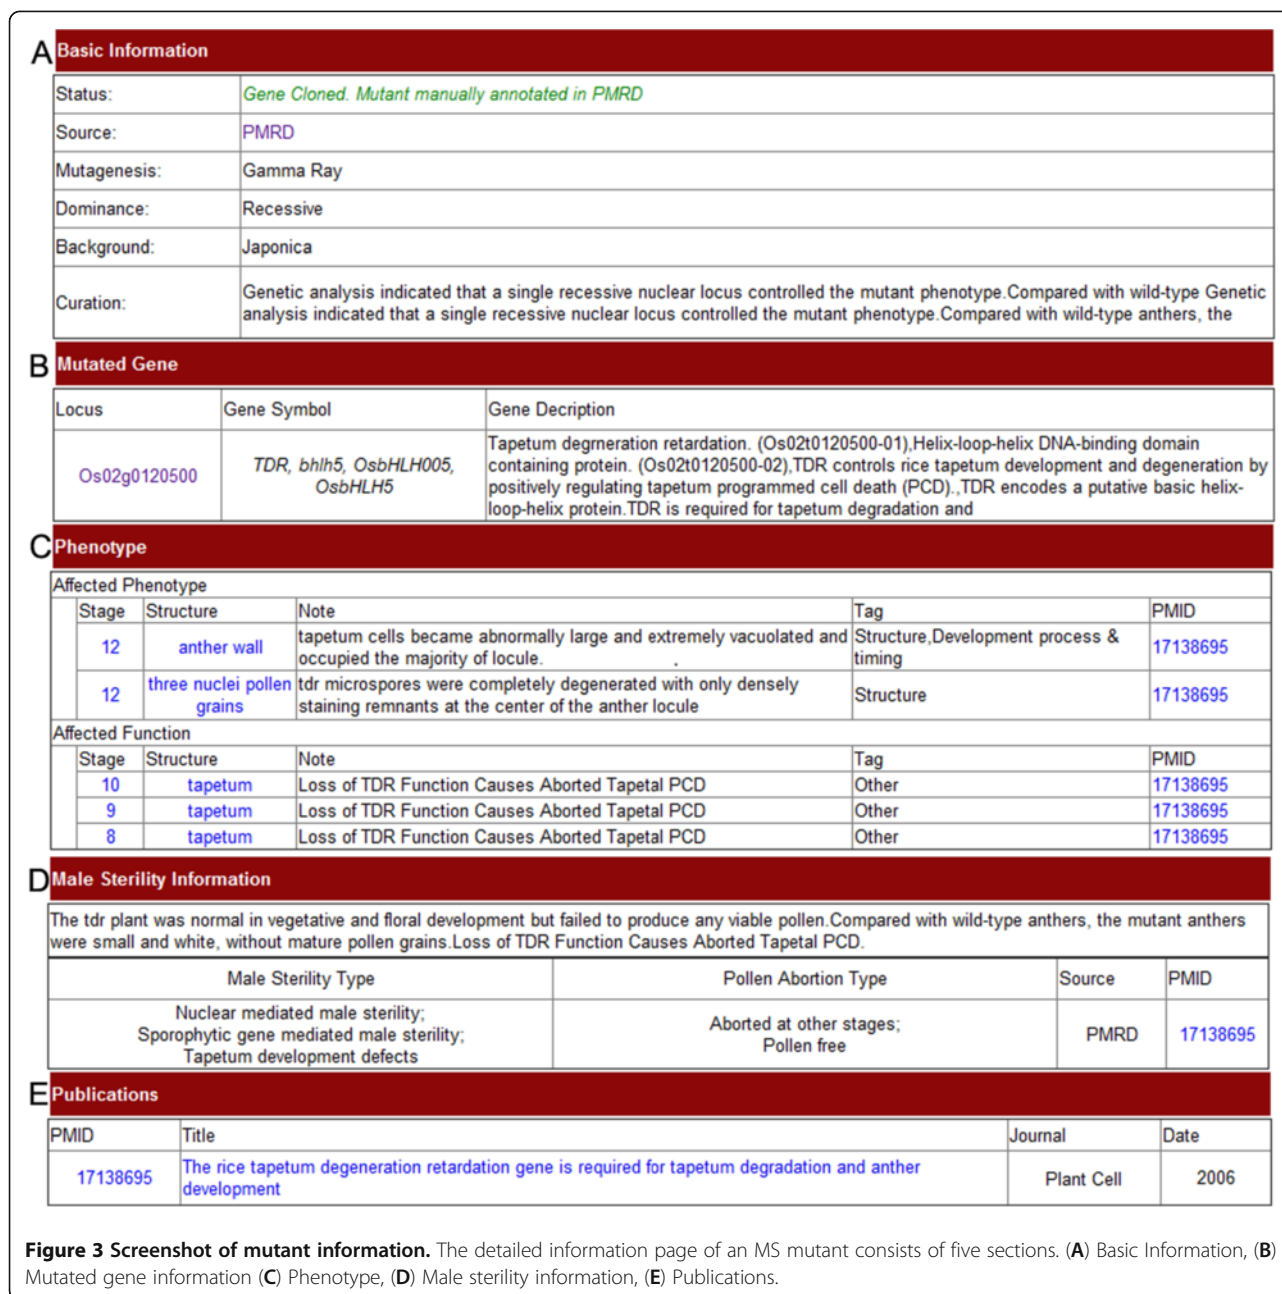 A Basic Information
Status: Gene Cloned. Mutant manually annotated in PMRD
Source: PMRD
Mutagenesis: Gamma Ray
Dominance: Recessive
Background: Japonica
Curation: Genetic analysis indicated that a single recessive nuclear locus controlled the mutant phenotype.Compared with wild-type Genetic
analysis indicated that a single recessive nuclear locus controlled the mutant phenotype.Compared with wild-type anthers, the
B Mutated Gene
Locus Gene Symbol Gene Decription
Os02g0120500 TDR, bhlh5, OsbHLH005, OsbHLH5
Tapetum degrneration retardation. (Os02t0120500-01),Helix-loop-helix DNA-binding domain
containing protein. (Os02t0120500-02),TDR controls rice tapetum development and degeneration by
positively regulating tapetum programmed cell death (PCD).,TDR encodes a putative basic helix-
loop-helix protein.TDR is required for tapetum degradation and
C Phenotype
Affected Phenotype
Stage Structure Note Tag PMID
12 anther wall tapetum cells became abnormally large and extremely vacuolated and occupied the majority of locule. Structure,Development process & timing 17138695
12 three nuclei pollen grains tdr microspores were completely degenerated with only densely staining remnants at the center of the anther locule Structure 17138695
Affected Function
Stage Structure Note Tag PMID
10 tapetum Loss of TDR Function Causes Aborted Tapetal PCD Other 17138695
9 tapetum Loss of TDR Function Causes Aborted Tapetal PCD Other 17138695
8 tapetum Loss of TDR Function Causes Aborted Tapetal PCD Other 17138695
D Male Sterility Information
The tdr plant was normal in vegetative and floral development but failed to produce any viable pollen.Compared with wild-type anthers, the mutant anthers
were small and white, without mature pollen grains.Loss of TDR Function Causes Aborted Tapetal PCD.
Male Sterility Type Pollen Abortion Type Source PMID
Nuclear mediated male sterility;
Sporophytic gene mediated male sterility;
Tapetum development defects
Aborted at other stages;
Pollen free
PMRD 17138695
E Publications
PMID Title Journal Date
17138695 The rice tapetum degeneration retardation gene is required for tapetum degradation and anther development Plant Cell 2006
Figure 3 Screenshot of mutant information. The detailed information page of an MS mutant consists of five sections. (A) Basic Information, (B)
Mutated gene information (C) Phenotype, (D) Male sterility information, (E) Publications.